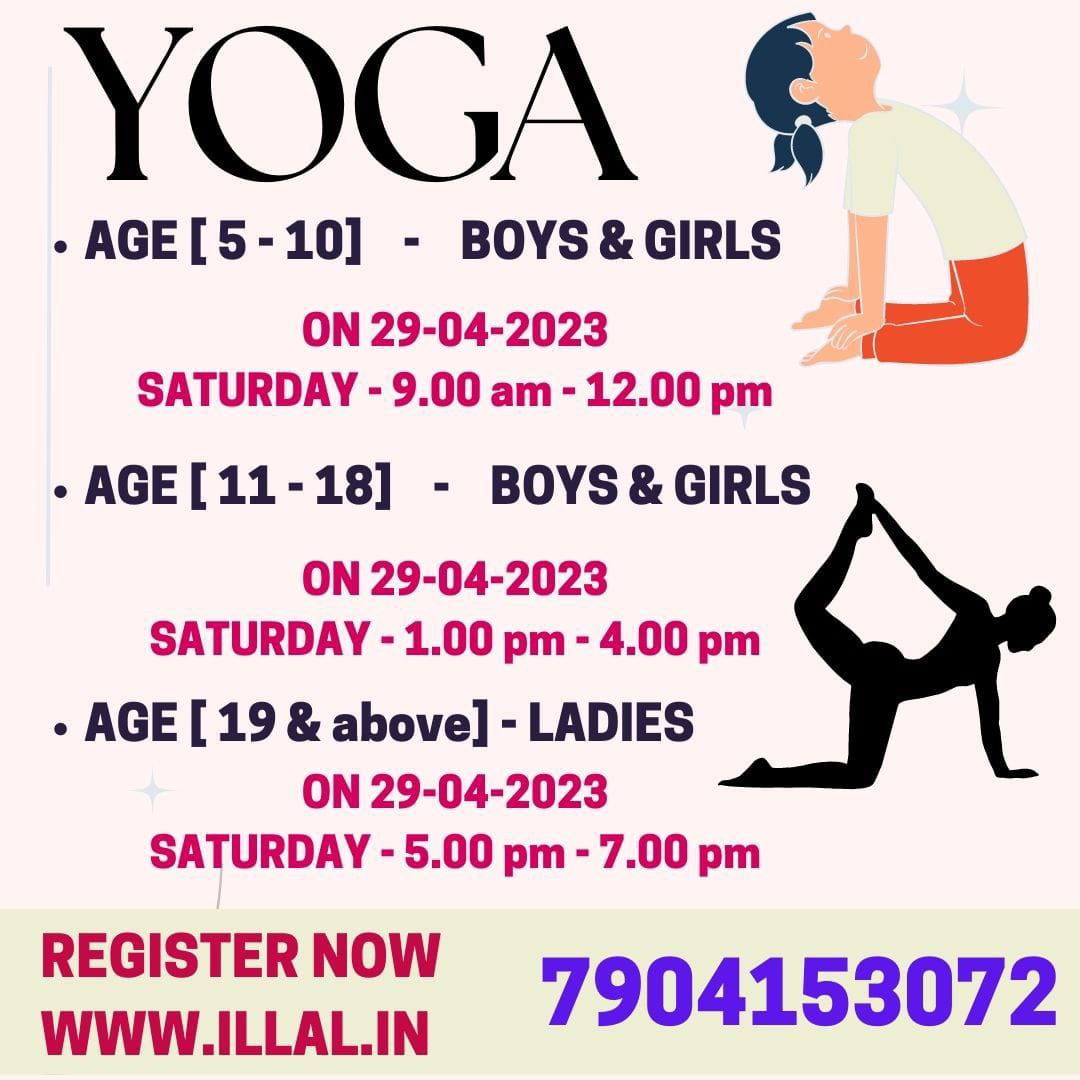 YOGA
• AGE [ 5 - 10] - BOYS & GIRLS
ON 29-04-2023
SATURDAY - 9.00 am - 12.00 pm
• AGE [ 11 - 18] - BOYS & GIRLS
ON 29-04-2023
SATURDAY - 1.00 pm - 4.00 pm
• AGE [ 19 & above] - LADIES
ON 29-04-2023
SATURDAY - 5.00 pm - 7.00 pm
REGISTER NOW
WWW.ILLAL.IN
7904153072